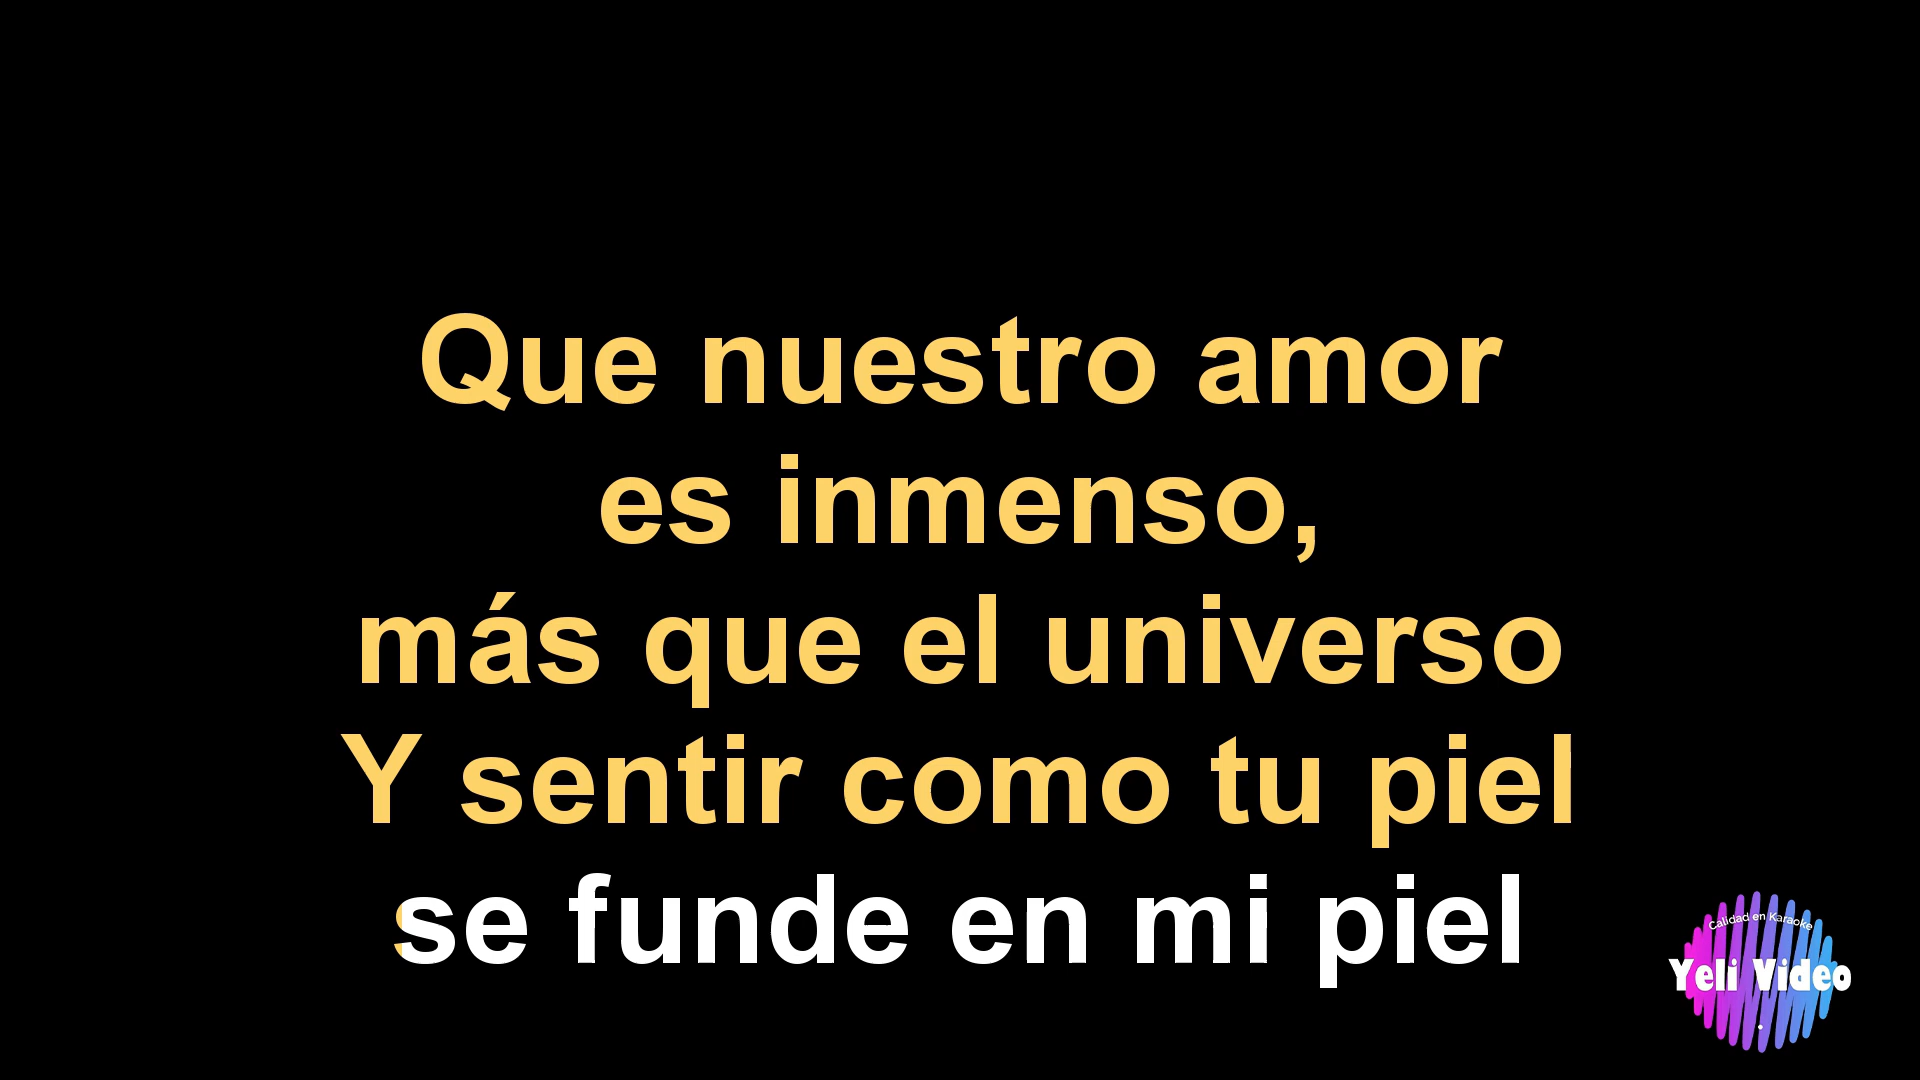 Que nuestro amor
es inmenso,
más que el universo
Y sentir como tu piel
se funde en mi piel
Calidad en Karaoke
Yeli Video